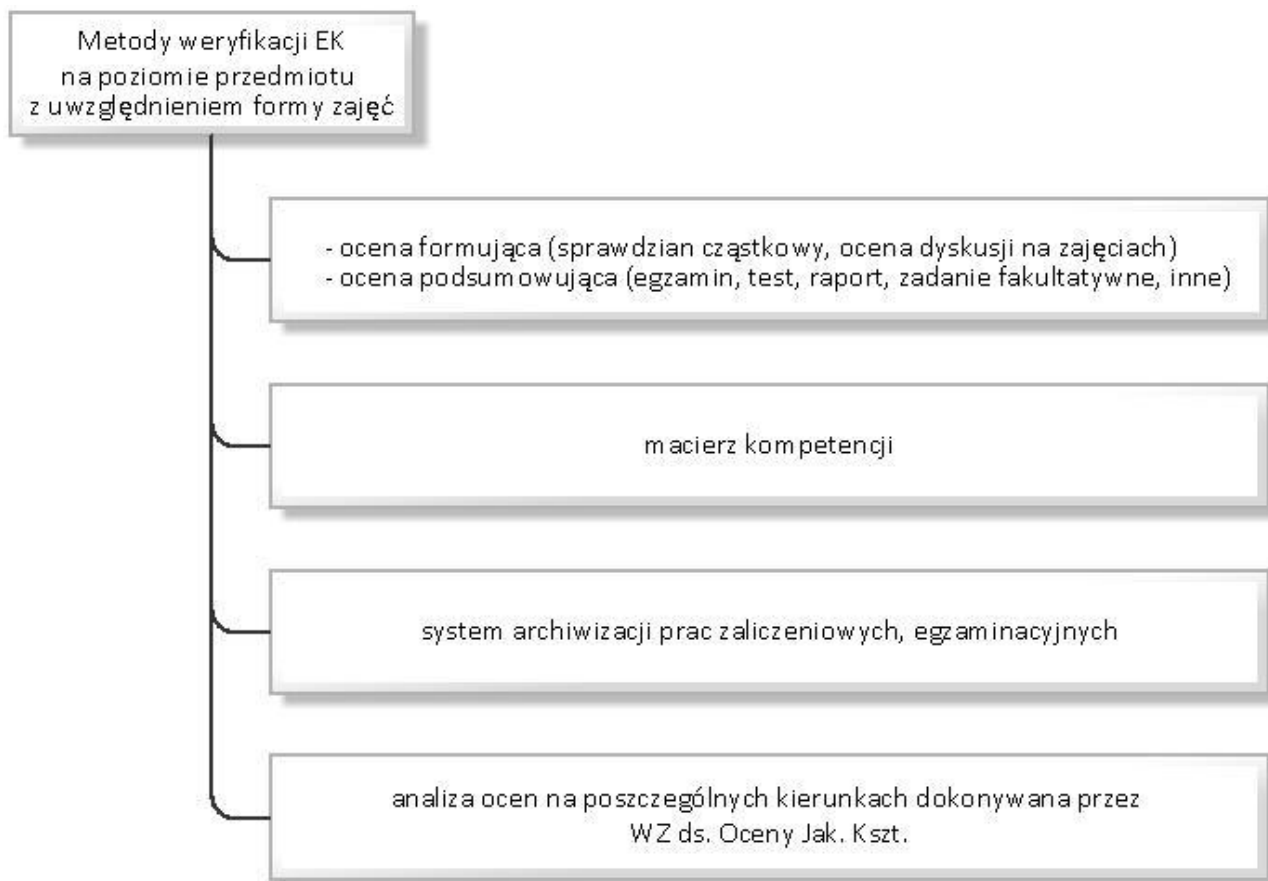 Metody weryfikacji EK
na poziomie przedmiotu
z uwzględnieniem formy zajęć
- ocena formująca (sprawdzian cząstkowy, ocena dyskusji na zajęciach)
- ocena podsumowująca (egzamin, test, raport, zadanie fakultatywne, inne)
macierz kompetencji
system archiwizacji prac zaliczeniowych, egzaminacyjnych
analiza ocen na poszczególnych kierunkach dokonywana przez
WZ ds. Oceny Jak. Kszt.